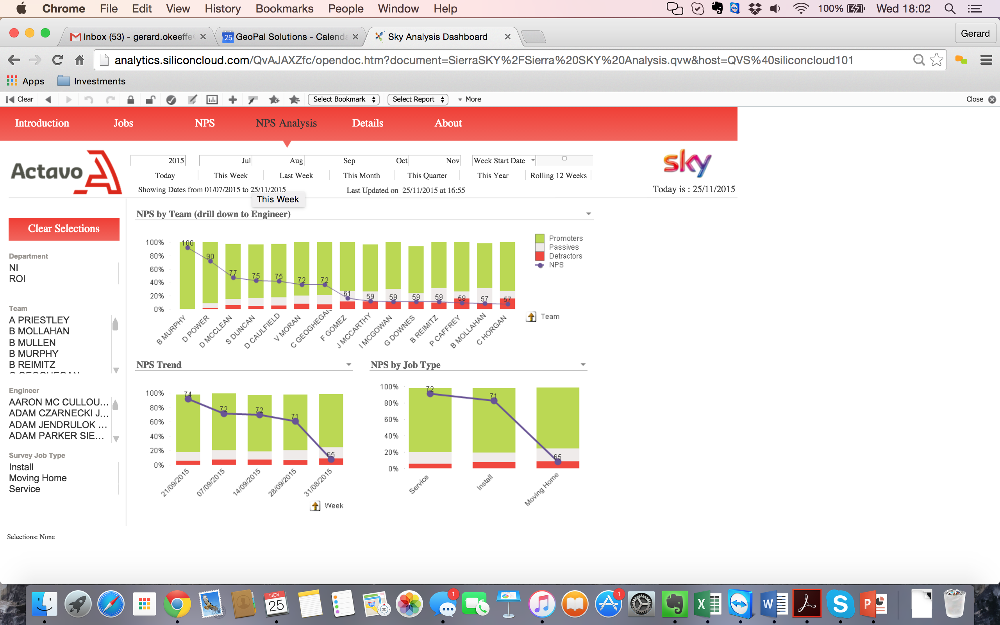 Chrome File Edit View History Bookmarks People Window Help 100% Wed 18:02
Inbox (53) - gerard.okeeffe
GeoPal Solutions - Calenda
Sky Analysis Dashboard
Gerard
analytics.siliconcloud.com/QvAJAXZfc/opendoc.htm?document=SierraSKY%2FSierra%20SKY%20Analysis.qvw&host=QVS%40siliconcloud101
Apps Investments
Clear Select Bookmark Select Report More Close
Introduction Jobs NPS NPS Analysis Details About
Actavo
2015 Jul Aug Sep Oct Nov Week Start Date
Today This Week Last Week This Month This Quarter This Year Rolling 12 Weeks
Showing Dates from 01/07/2015 to 25/11/2015
Last Updated on 25/11/2015 at 16:55
sky
Today is : 25/11/2015
This Week
Clear Selections
Department
NI
ROI
Team
A PRIESTLEY
B MOLLAHAN
B MULLEN
B MURPHY
B REIMITZ
Engineer
AARON MC CULLOU...
ADAM CZARNECKI J...
ADAM JENDRULOK ...
ADAM PARKER SIE...
Survey Job Type
Install
Moving Home
Service
Selections: None
NPS by Team (drill down to Engineer)
100%
80%
60%
40%
20%
0%
100 90 77 75 75 72 72 61 59 59 59 59 58 57 57
B MURPHY
D POWER
D MCCLEAN
S DUNCAN
D CAULFIELD
V MORAN
C GEOGHEGAN
F GOMEZ
J MCCARTHY
I MCGOWAN
G DOWNES
B REIMITZ
P CAFFREY
B MOLLAHAN
C HORGAN
Promoters
Passives
Detractors
NPS
Team
NPS Trend
100%
80%
60%
40%
20%
0%
74 72 72 71 65
21/09/2015
07/09/2015
14/09/2015
28/09/2015
31/08/2015
Week
NPS by Job Type
100%
80%
60%
40%
20%
0%
72 71 65
Service
Install
Moving Home
NOV
25
280
3D
1
1
X
W
S
P